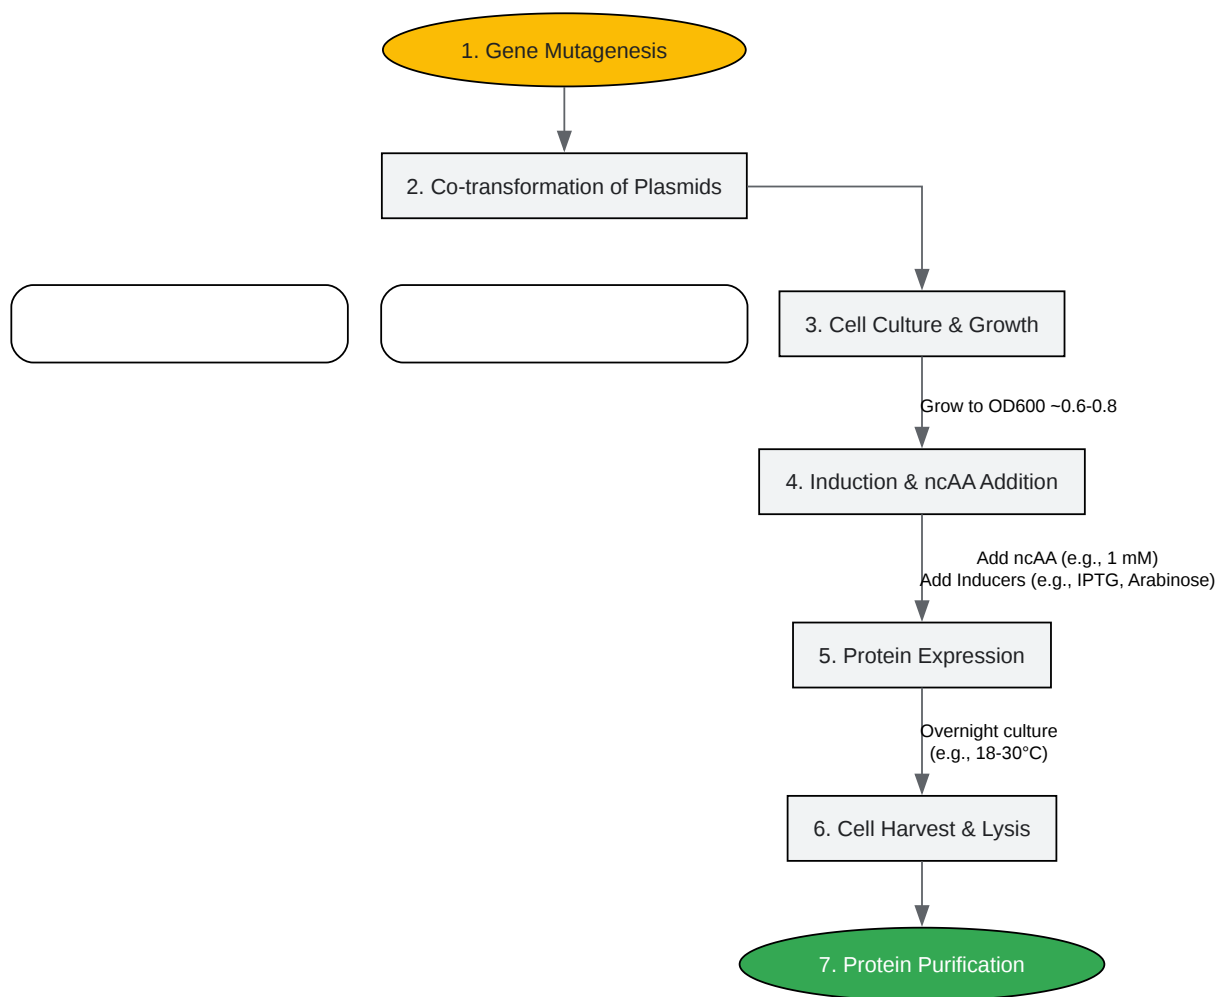 1. Gene Mutagenesis
2. Co-transformation of Plasmids
3. Cell Culture & Growth
Grow to OD600 ~0.6-0.8
4. Induction & ncAA Addition
Add ncAA (e.g., 1 mM)
Add Inducers (e.g., IPTG, Arabinose)
5. Protein Expression
Overnight culture
(e.g., 18-30°C)
6. Cell Harvest & Lysis
7. Protein Purification